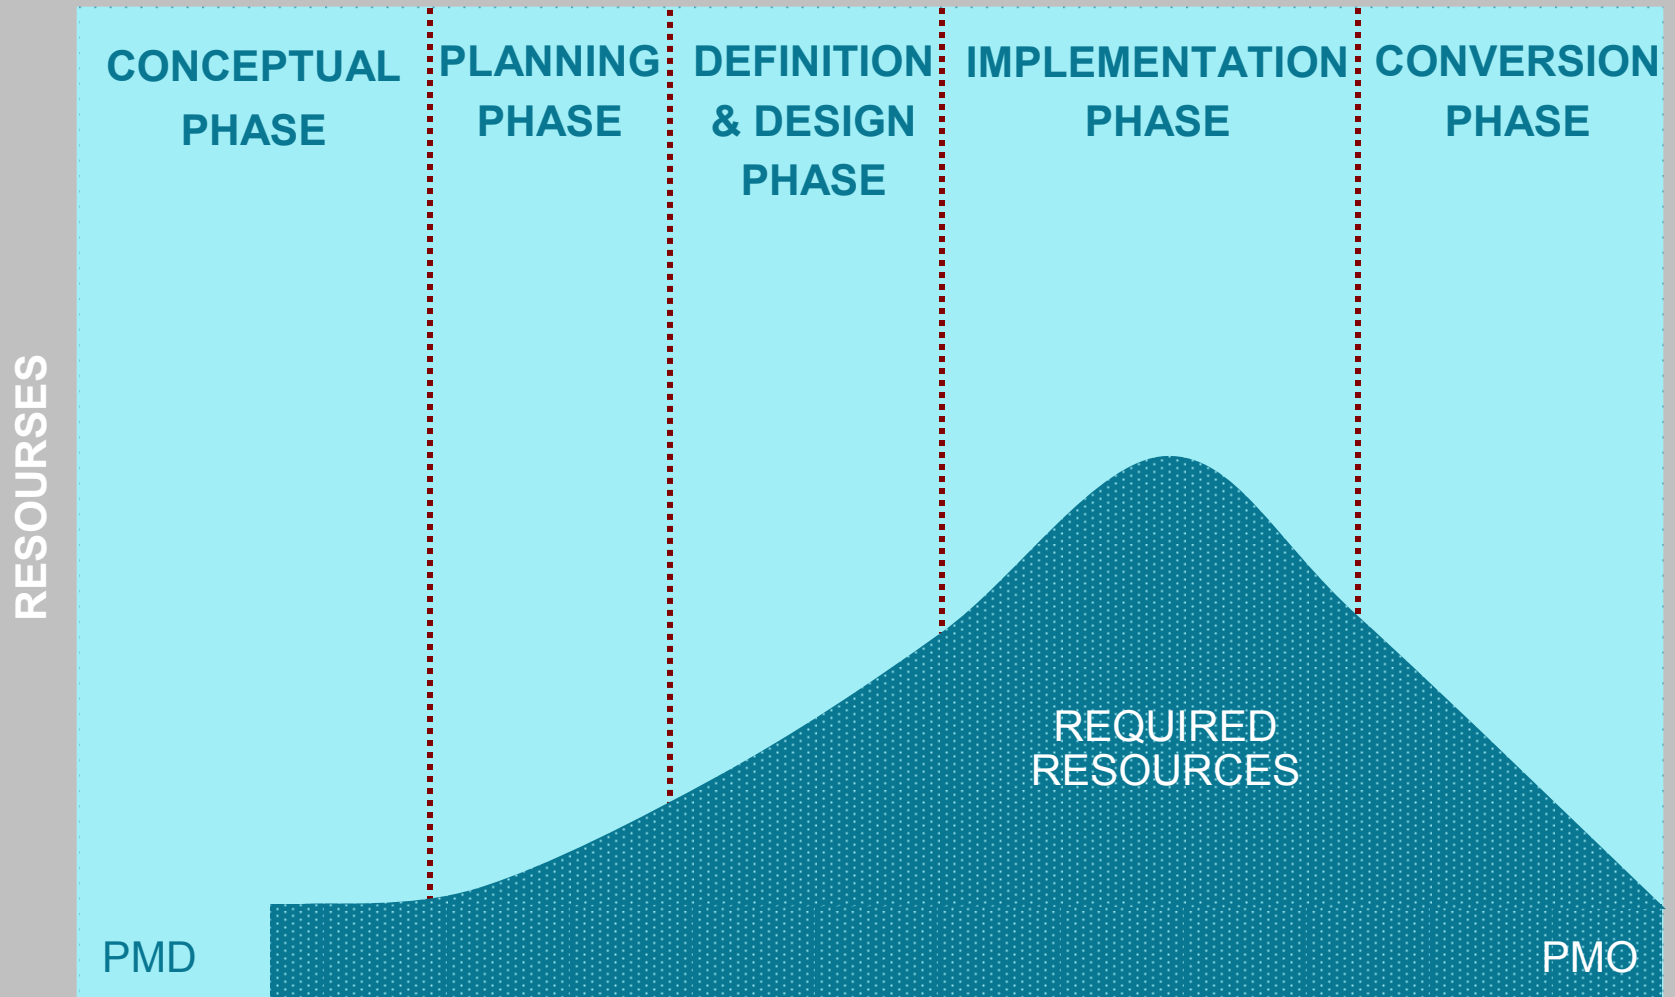 CONCEPTUAL
PHASE
PLANNING
PHASE
DEFINITION
& DESIGN
PHASE
IMPLEMENTATION
PHASE
CONVERSION
PHASE
RESOURSES
REQUIRED
RESOURCES
PMD
PMO